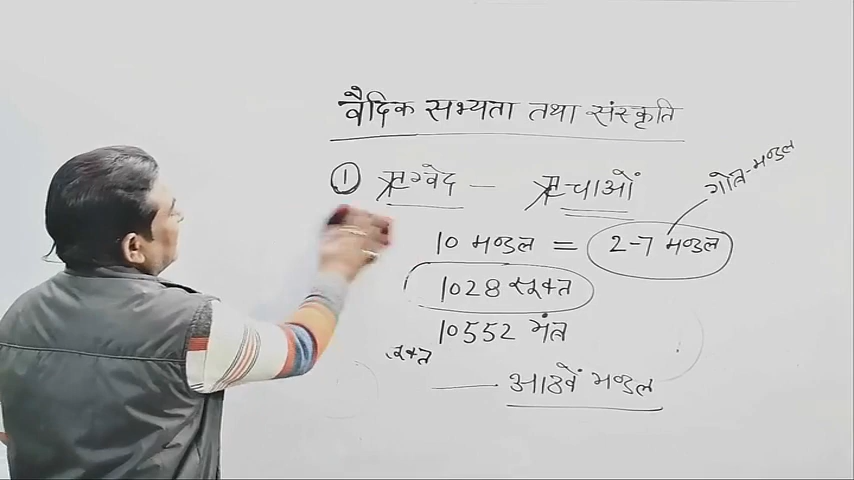 वैदिक सभ्यता तथा संस्कृति
① ऋग्वेद — ऋचाओं
गोत्र-मण्डल
10 मण्डल = 2-7 मण्डल
1028 सूक्त
10552 मंत्र
— आठवें मण्डल